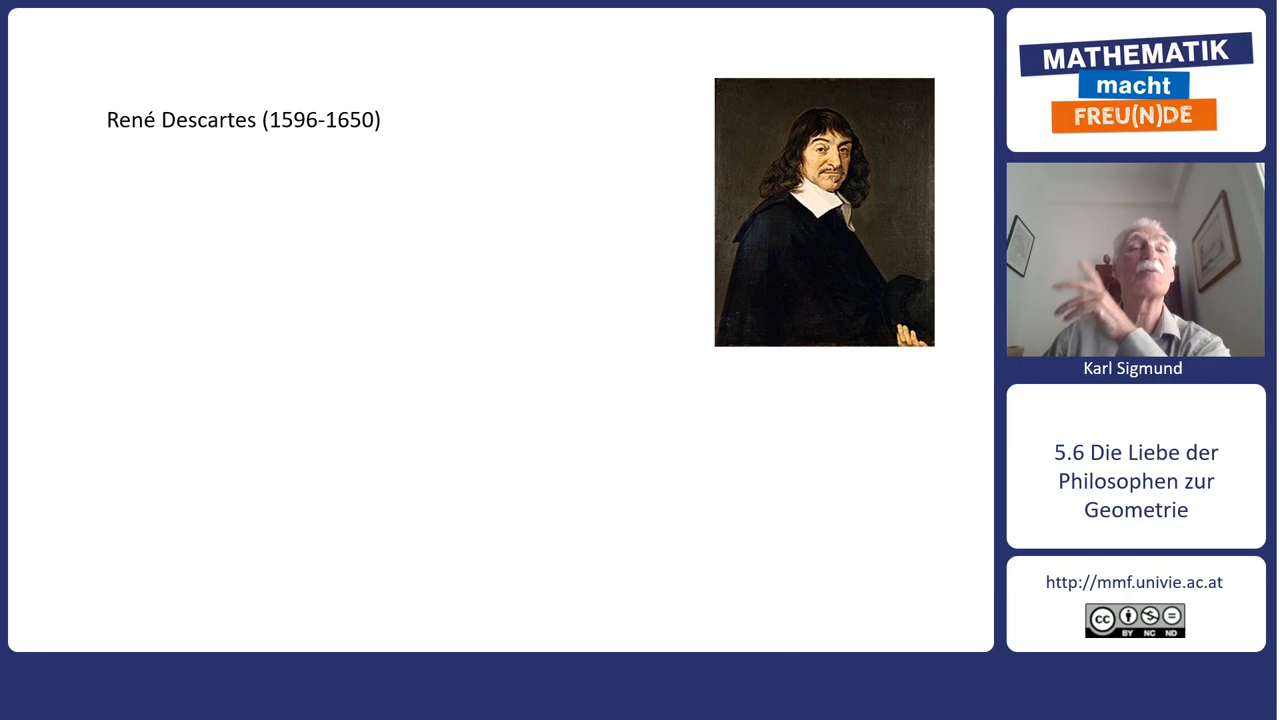 René Descartes (1596-1650)
MATHEMATIK
macht
FREU(N)DE
Karl Sigmund
5.6 Die Liebe der
Philosophen zur
Geometrie
http://mmf.univie.ac.at
CC BY NC ND